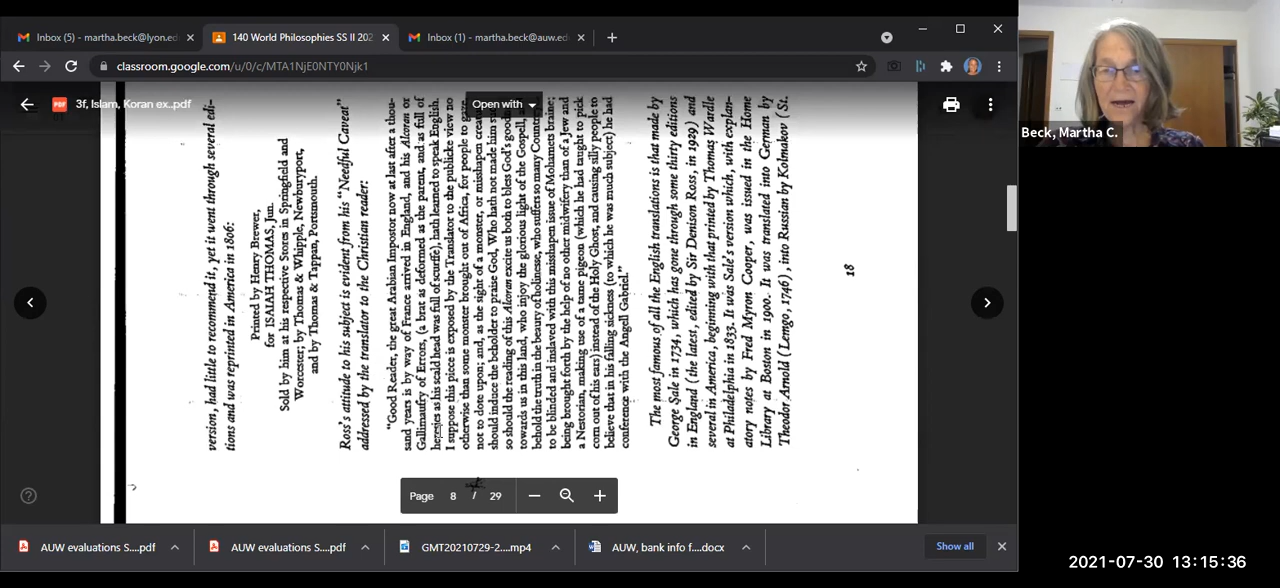 Inbox (5) - martha.beck@lyon.ed
140 World Philosophies SS II 202
Inbox (1) - martha.beck@auw.ed
classroom.google.com/u/0/c/MTA1NjE0NTY0Njk1
PDF
3f, Islam, Koran ex..pdf
Open with
Beck, Martha C.
version, had little to recommend it, yet it went through several edi-
tions and was reprinted in America in 1806:
Printed by Henry Brewer,
for ISAIAH THOMAS, Jun.
Sold by him at his respective Stores in Springfield and
Worcester; by Thomas & Whipple, Newburyport,
and by Thomas & Tappan, Portsmouth.
Ross's attitude to his subject is evident from his "Needful Caveat"
addressed by the translator to the Christian reader:
"Good Reader, the great Arabian Impostor now at last after a thou-
sand years is by way of France arrived in England, and his Alcoran or
Gallimaufry of Errors, (a brat as deformed as the parent, and as full of
heresies as his scald head was full of scurffe), hath learned to speak English.
I suppose this piece is exposed by the Translator to the publicke view no
otherwise than some monster brought out of Africa, for people to gaze,
not to dote upon; and, as the sight of a monster, or misshapen
should induce the beholder to praise God, Who hath not made him
so should the reading of this Alcoran excite us both to bless God's
towards us in this land, who injoy the glorious light of the Gospell,
behold the truth in the beauty of holinesse, who suffers so many
to be blinded and inslaved with this misshapen issue of Mohamets braine;
being brought forth by the help of no other midwifery than of a Jew and
a Nestorian, making use of a tame pigeon (which he had taught to pick
corn out of his ears) instead of the Holy Ghost, and causing silly people to
believe that in his falling sickness (to which he was much subject) he had
conference with the Angell Gabriel."
The most famous of all the English translations is that made by
George Sale in 1734, which has gone through some thirty editions
in England (the latest, edited by Sir Denison Ross, in 1929) and
several in America, beginning with that printed by Thomas Wardle
at Philadelphia in 1833. It was Sale's version which, with explan-
atory notes by Fred Myron Cooper, was issued in the Home
Library at Boston in 1900. It was translated into German by
Theodor Arnold (Lemgo, 1746), into Russian by Kolmakov (St.
18
Page 8 / 29
AUW evaluations S....pdf
AUW evaluations S....pdf
GMT20210729-2....mp4
AUW, bank info f....docx
Show all
2021-07-30 13:15:36